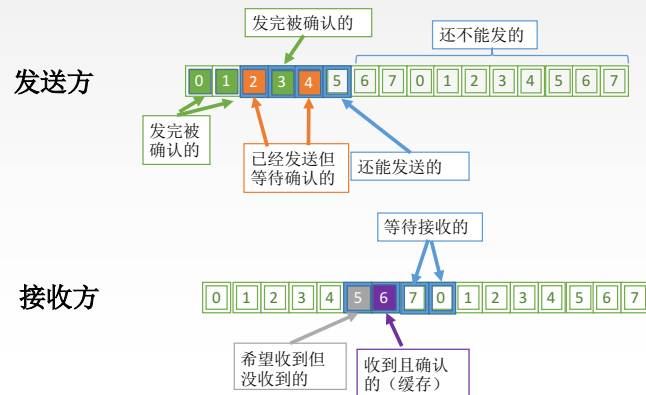 发完被确认的
还不能发的
发送方
0 1 2 3 4 5 6 7 0 1 2 3 4 5 6 7
发完被
确认的
已经发送但
等待确认的
还能发送的
等待接收的
接收方
0 1 2 3 4 5 6 7 0 1 2 3 4 5 6 7
希望收到但
没收到的
收到且确认
的（缓存）